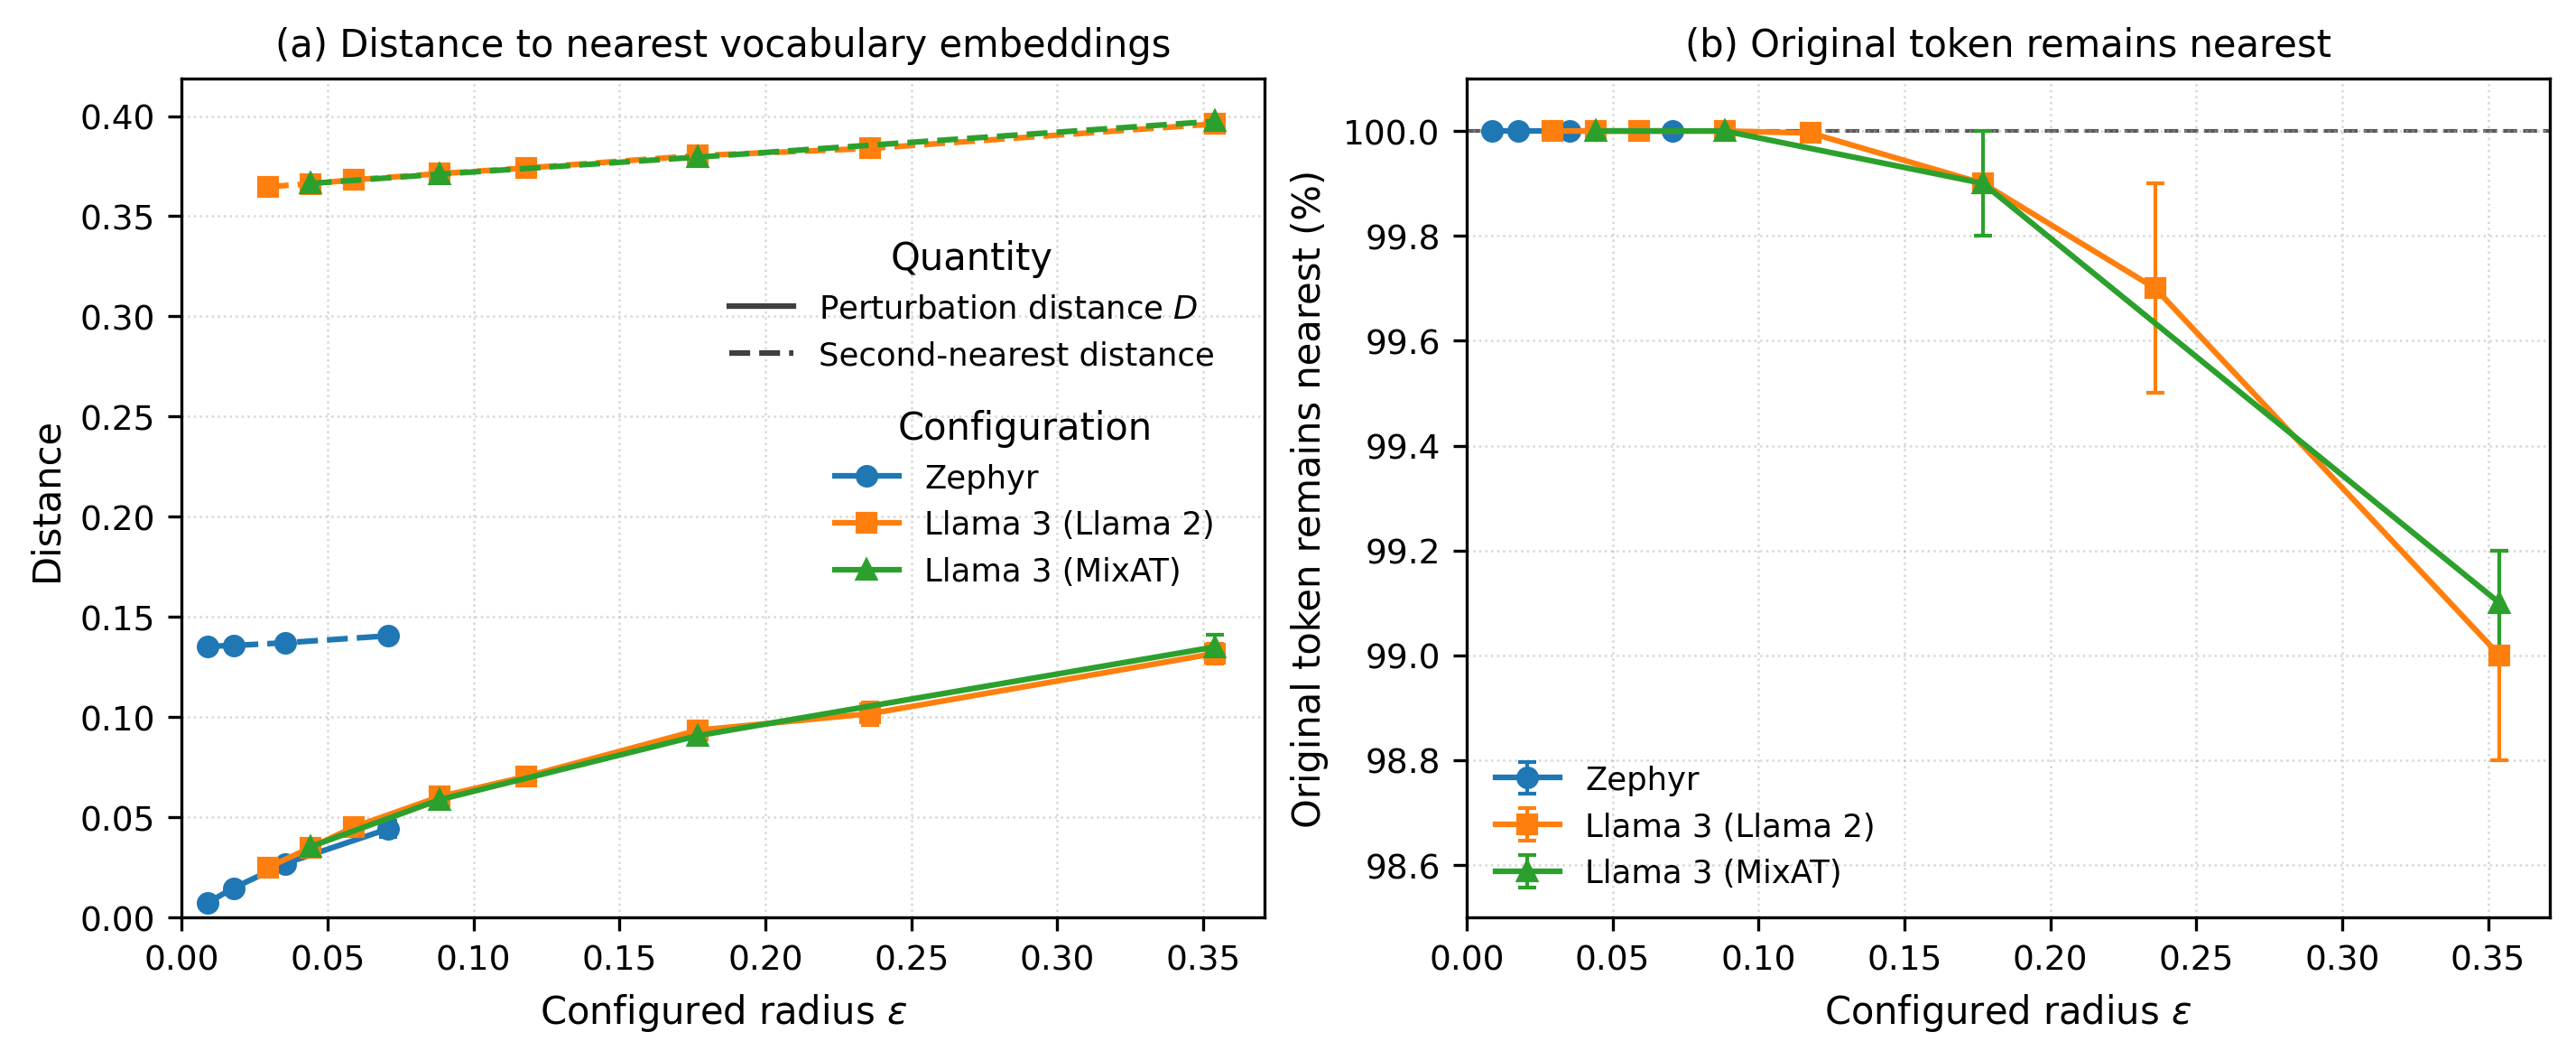 (a) Distance to nearest vocabulary embeddings
Distance
0.40
0.35
0.30
0.25
0.20
0.15
0.10
0.05
0.00
Quantity
Perturbation distance D
Second-nearest distance
Configuration
Zephyr
Llama 3 (Llama 2)
Llama 3 (MixAT)
0.00 0.05 0.10 0.15 0.20 0.25 0.30 0.35
Configured radius ε
(b) Original token remains nearest
Original token remains nearest (%)
100.0
99.8
99.6
99.4
99.2
99.0
98.8
98.6
Zephyr
Llama 3 (Llama 2)
Llama 3 (MixAT)
0.00 0.05 0.10 0.15 0.20 0.25 0.30 0.35
Configured radius ε